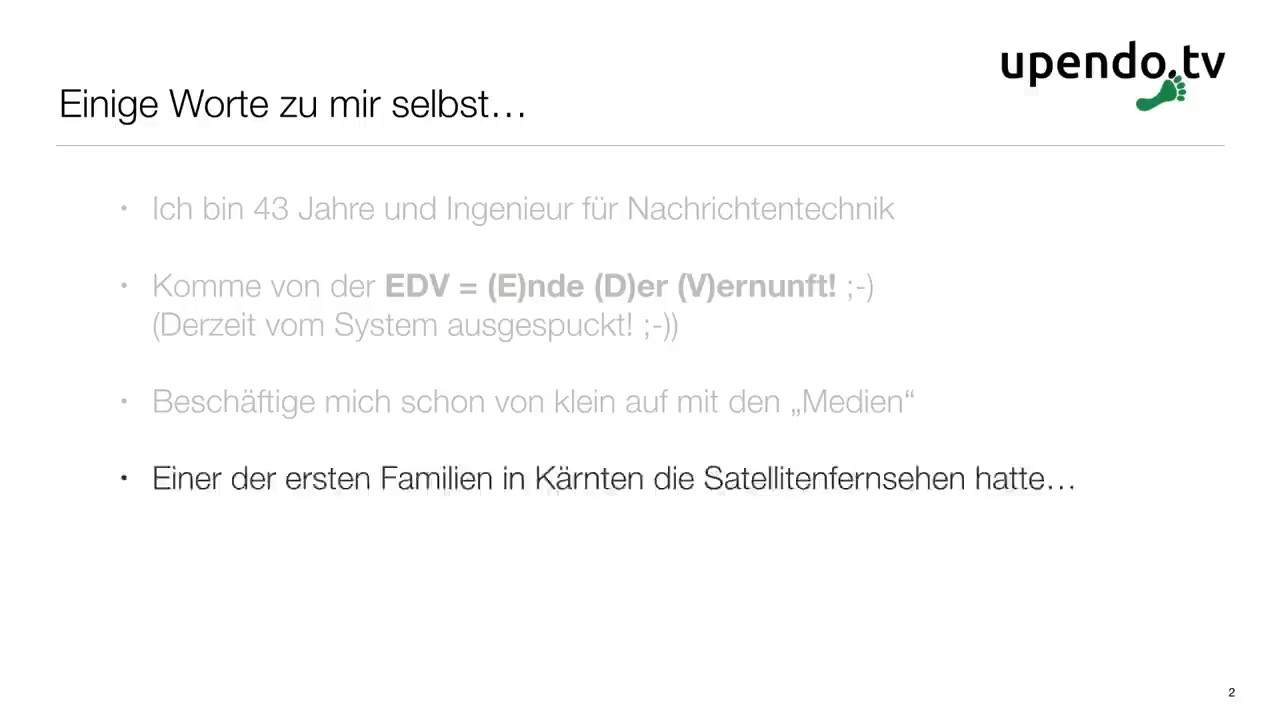 upendo.tv
Einige Worte zu mir selbst…
• Ich bin 43 Jahre und Ingenieur für Nachrichtentechnik
• Komme von der EDV = (E)nde (D)er (V)ernunft! ;-)
(Derzeit vom System ausgespuckt! ;-))
• Beschäftige mich schon von klein auf mit den „Medien“
• Einer der ersten Familien in Kärnten die Satellitenfernsehen hatte…
2